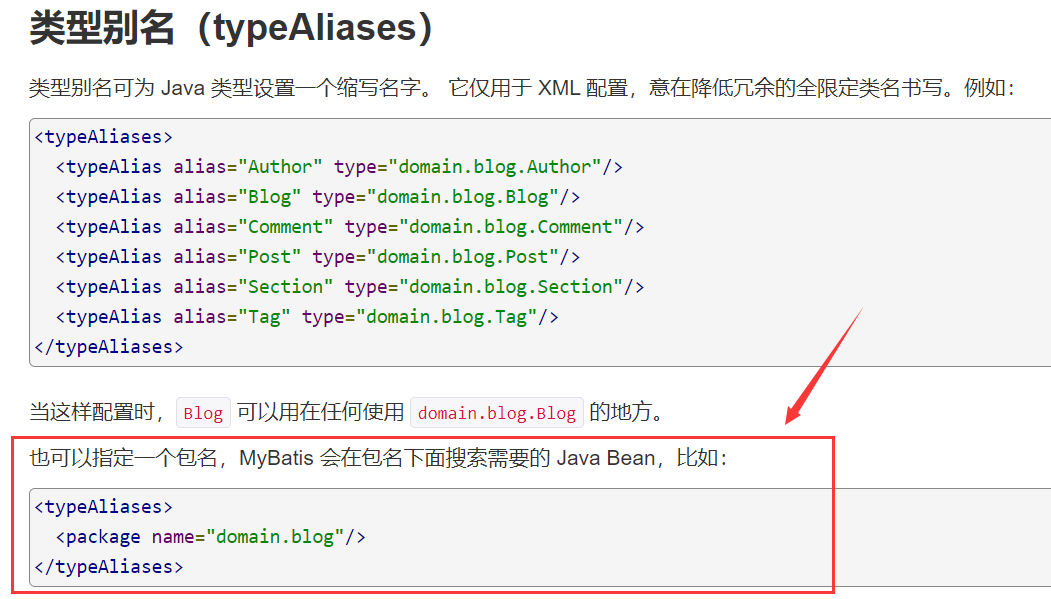 类型别名（typeAliases）
类型别名可为 Java 类型设置一个缩写名字。 它仅用于 XML 配置，意在降低冗余的全限定类名书写。例如：
<typeAliases>
  <typeAlias alias="Author" type="domain.blog.Author"/>
  <typeAlias alias="Blog" type="domain.blog.Blog"/>
  <typeAlias alias="Comment" type="domain.blog.Comment"/>
  <typeAlias alias="Post" type="domain.blog.Post"/>
  <typeAlias alias="Section" type="domain.blog.Section"/>
  <typeAlias alias="Tag" type="domain.blog.Tag"/>
</typeAliases>
当这样配置时，Blog 可以用在任何使用 domain.blog.Blog 的地方。
也可以指定一个包名，MyBatis 会在包名下面搜索需要的 Java Bean，比如：
<typeAliases>
  <package name="domain.blog"/>
</typeAliases>